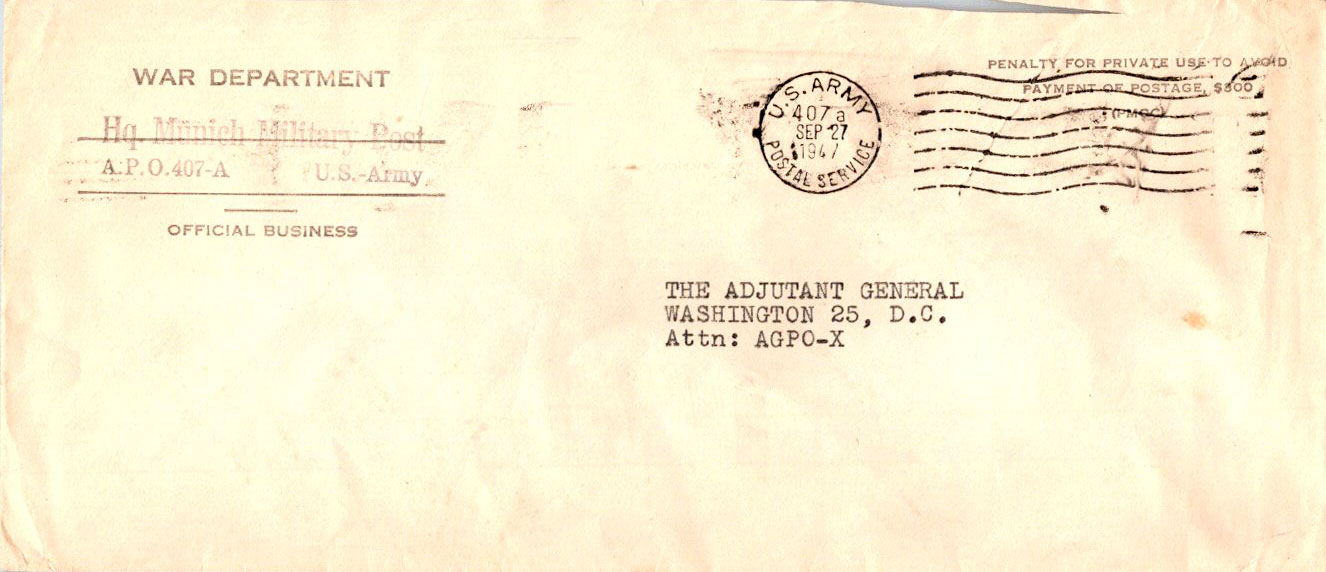 WAR DEPARTMENT
Hq. Munich Military Post
A.P.O.407-A U.S.-Army
OFFICIAL BUSINESS
U.S. ARMY
407 a
SEP 27
1947
POSTAL SERVICE
PENALTY FOR PRIVATE USE TO AVOID
PAYMENT OF POSTAGE, $300
(PMGC)
THE ADJUTANT GENERAL
WASHINGTON 25, D.C.
Attn: AGPO-X